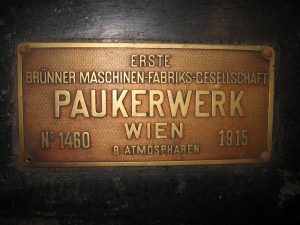 ERSTE
BRÜNNER MASCHINEN-FABRIKS-GESELLSCHAFT
PAUKERWERK
WIEN
Nº 1460 1915
8 ATMOSPHÄREN